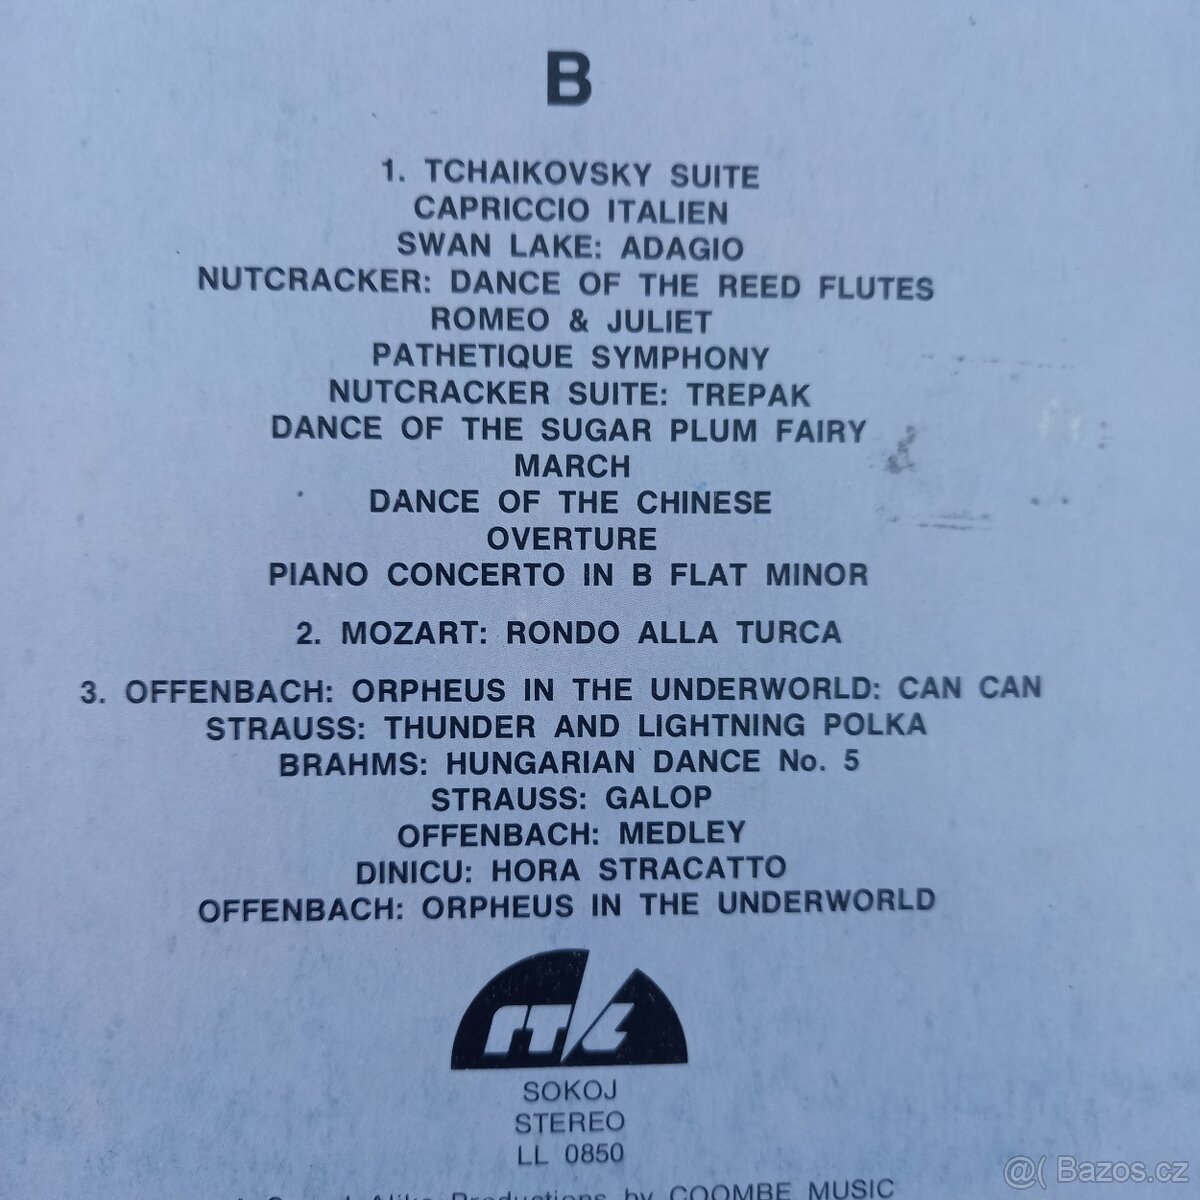 B
1. TCHAIKOVSKY SUITE
CAPRICCIO ITALIEN
SWAN LAKE: ADAGIO
NUTCRACKER: DANCE OF THE REED FLUTES
ROMEO & JULIET
PATHETIQUE SYMPHONY
NUTCRACKER SUITE: TREPAK
DANCE OF THE SUGAR PLUM FAIRY
MARCH
DANCE OF THE CHINESE
OVERTURE
PIANO CONCERTO IN B FLAT MINOR
2. MOZART: RONDO ALLA TURCA
3. OFFENBACH: ORPHEUS IN THE UNDERWORLD: CAN CAN
STRAUSS: THUNDER AND LIGHTNING POLKA
BRAHMS: HUNGARIAN DANCE No. 5
STRAUSS: GALOP
OFFENBACH: MEDLEY
DINICU: HORA STRACATTO
OFFENBACH: ORPHEUS IN THE UNDERWORLD
SOKOJ
STEREO
LL 0850
Productions by COOMBE MUSIC
@( Bazos.cz